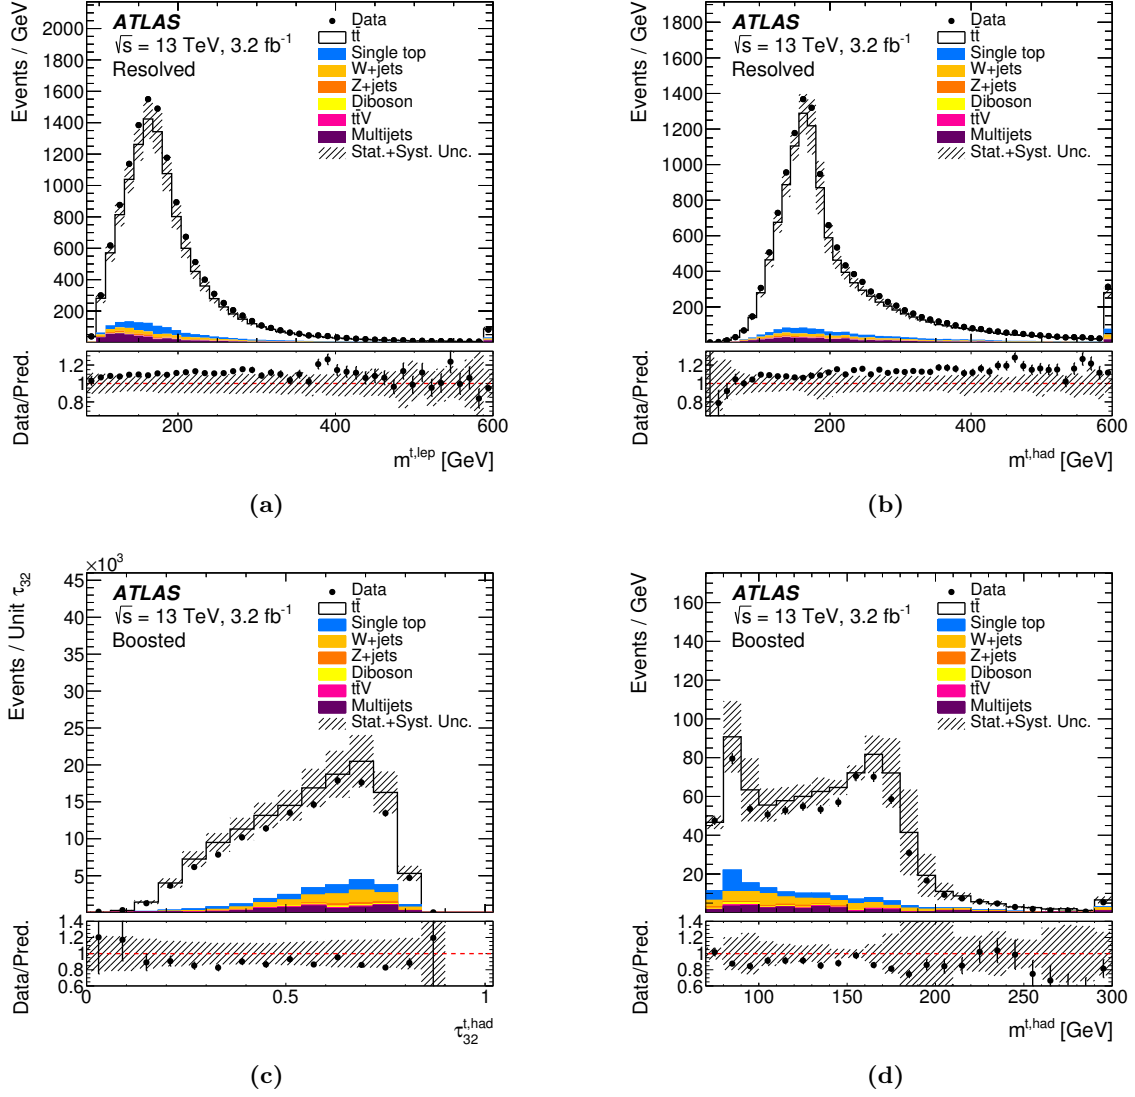 Events / GeV
2000
1800
1600
1400
1200
1000
800
600
400
200
ATLAS
√s = 13 TeV, 3.2 fb⁻¹
Resolved
Data
tt̄
Single top
W+jets
Z+jets
Diboson
tt̄V
Multijets
Stat.+Syst. Unc.
Data/Pred.
1.2
1
0.8
200
400
600
m^{t,lep} [GeV]
(a)
Events / GeV
1800
1600
1400
1200
1000
800
600
400
200
ATLAS
√s = 13 TeV, 3.2 fb⁻¹
Resolved
Data
tt̄
Single top
W+jets
Z+jets
Diboson
tt̄V
Multijets
Stat.+Syst. Unc.
Data/Pred.
1.2
1
0.8
200
400
600
m^{t,had} [GeV]
(b)
×10³
Events / Unit τ₃₂
45
40
35
30
25
20
15
10
5
ATLAS
√s = 13 TeV, 3.2 fb⁻¹
Boosted
Data
tt̄
Single top
W+jets
Z+jets
Diboson
tt̄V
Multijets
Stat.+Syst. Unc.
Data/Pred.
1.4
1.2
1
0.8
0.6
0
0.5
1
τ₃₂^{t,had}
(c)
Events / GeV
160
140
120
100
80
60
40
20
ATLAS
√s = 13 TeV, 3.2 fb⁻¹
Boosted
Data
tt̄
Single top
W+jets
Z+jets
Diboson
tt̄V
Multijets
Stat.+Syst. Unc.
Data/Pred.
1.4
1.2
1
0.8
0.6
100
150
200
250
300
m^{t,had} [GeV]
(d)